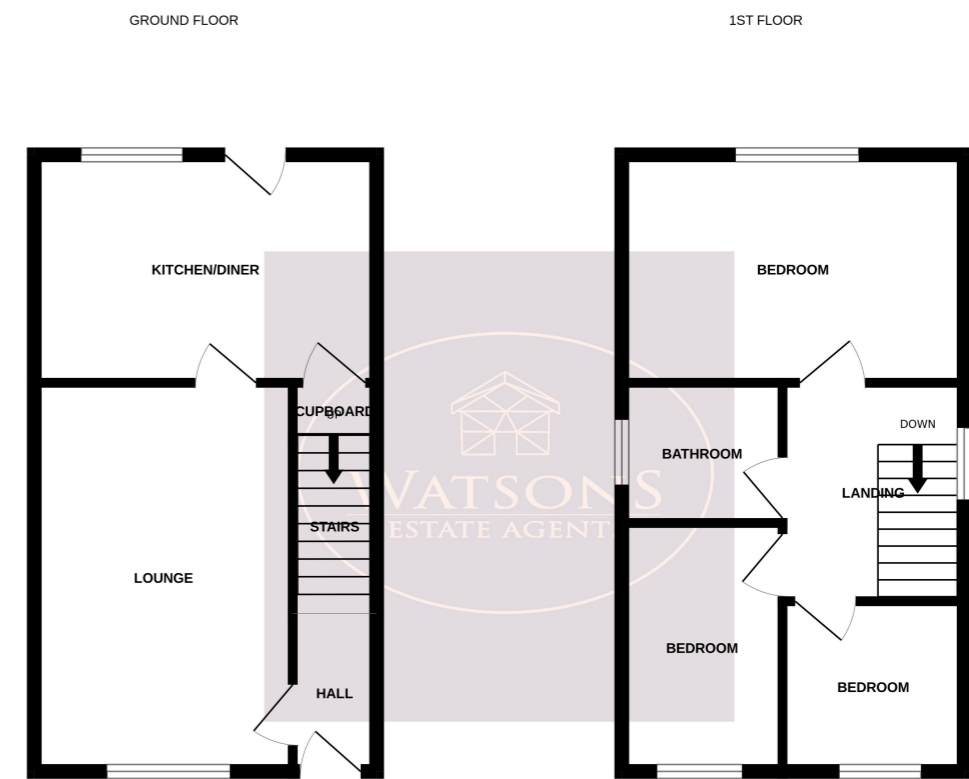 GROUND FLOOR
1ST FLOOR
KITCHEN/DINER
CUPBOARD
UP
STAIRS
LOUNGE
HALL
BEDROOM
DOWN
BATHROOM
LANDING
BEDROOM
BEDROOM
WATSONS
ESTATE AGENTS